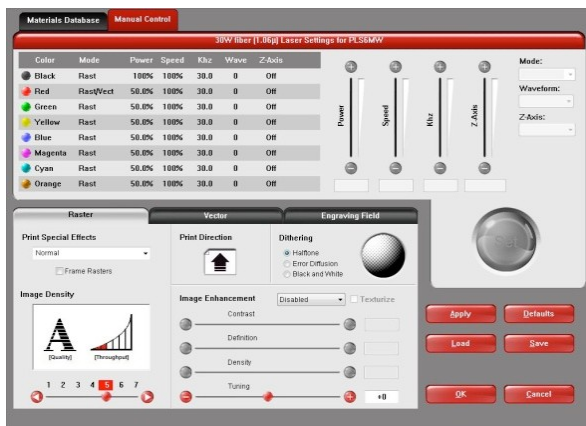 Materials Database Manual Control
30W fiber (1.06µ) Laser Settings for PLS6MW
Color Mode Power Speed Khz Wave Z-Axis
Black Rast 100% 100% 30.0 0 Off
Red Rast/Vect 50.0% 100% 30.0 0 Off
Green Rast 50.0% 100% 30.0 0 Off
Yellow Rast 50.0% 100% 30.0 0 Off
Blue Rast 50.0% 100% 30.0 0 Off
Magenta Rast 50.0% 100% 30.0 0 Off
Cyan Rast 50.0% 100% 30.0 0 Off
Orange Rast 50.0% 100% 30.0 0 Off
Power
Speed
Khz
Z-Axis
Mode:
Waveform:
Z-Axis:
Set
Raster Vector Engraving Field
Print Special Effects
Normal
Frame Rasters
Print Direction
Dithering
Halftone
Error Diffusion
Black and White
Image Density
A
[Quality] [Throughput]
1 2 3 4 5 6 7
Image Enhancement Disabled Texturize
Contrast
Definition
Density
Tuning
+0
Apply Defaults
Load Save
OK Cancel